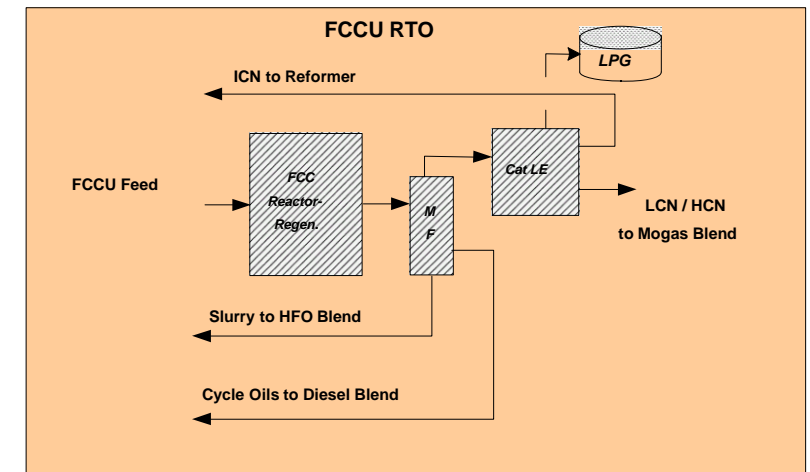 FCCU RTO
LPG
ICN to Reformer
FCC
Reactor-
Regen.
Cat LE
FCCU Feed
M
F
LCN / HCN
to Mogas Blend
Slurry to HFO Blend
Cycle Oils to Diesel Blend